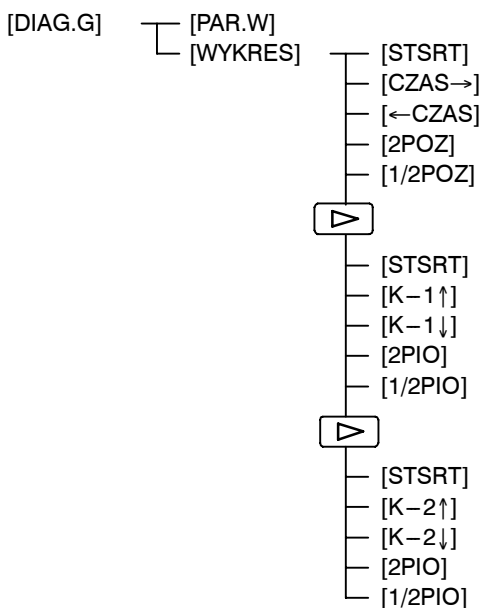 [DIAG.G] [PAR.W]
[WYKRES] [STSRT]
[CZAS→]
[←CZAS]
[2POZ]
[1/2POZ]
[STSRT]
[K−1↑]
[K−1↓]
[2PIO]
[1/2PIO]
[STSRT]
[K−2↑]
[K−2↓]
[2PIO]
[1/2PIO]